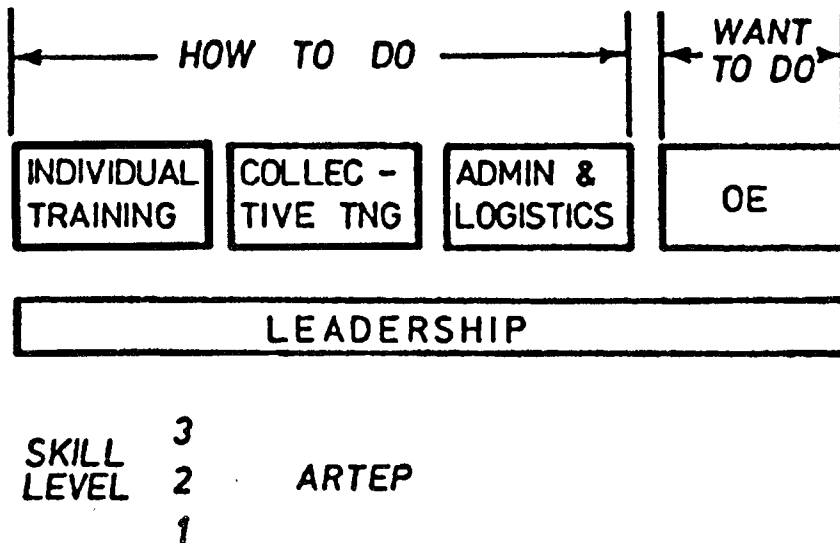 HOW TO DO
WANT
TO DO
INDIVIDUAL
TRAINING
COLLEC-
TIVE TNG
ADMIN &
LOGISTICS
OE
LEADERSHIP
SKILL
LEVEL
3
2
1
ARTEP